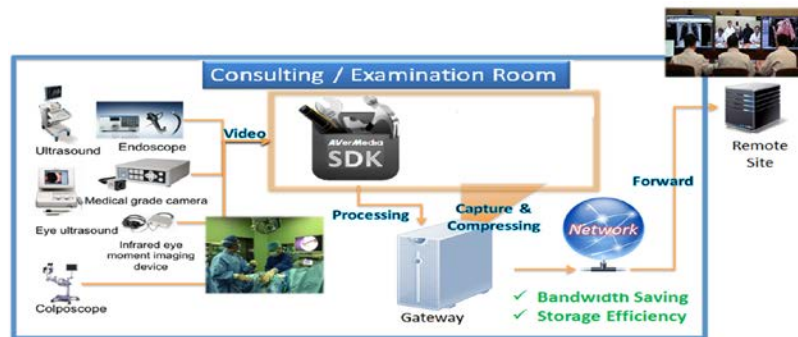 Consulting / Examination Room
Ultrasound
Endoscope
Video
AVerMedia
SDK
Remote
Site
Medical grade camera
Forward
Eye ultrasound
Processing
Capture &
Compressing
Network
Infrared eye
moment imaging
device
Colposcope
Gateway
✓ Bandwidth Saving
✓ Storage Efficiency